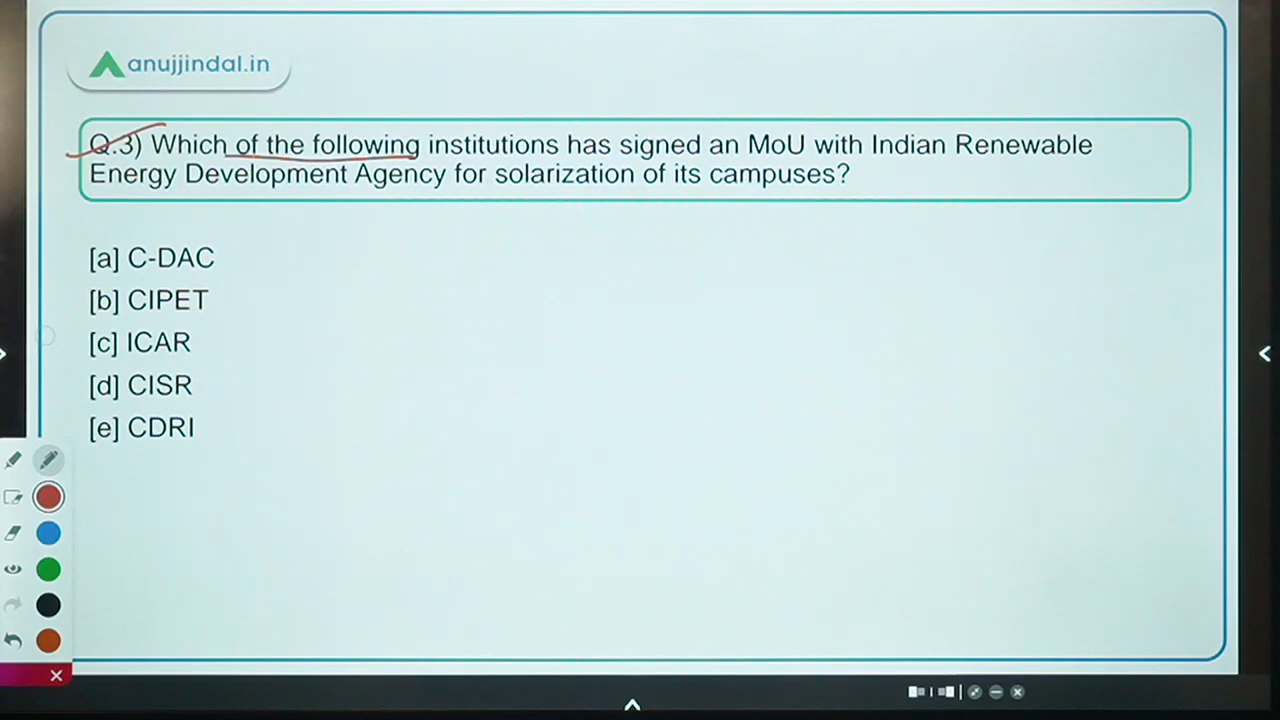 anujjindal.in
Q.3) Which of the following institutions has signed an MoU with Indian Renewable
Energy Development Agency for solarization of its campuses?
[a] C-DAC
[b] CIPET
[c] ICAR
[d] CISR
[e] CDRI